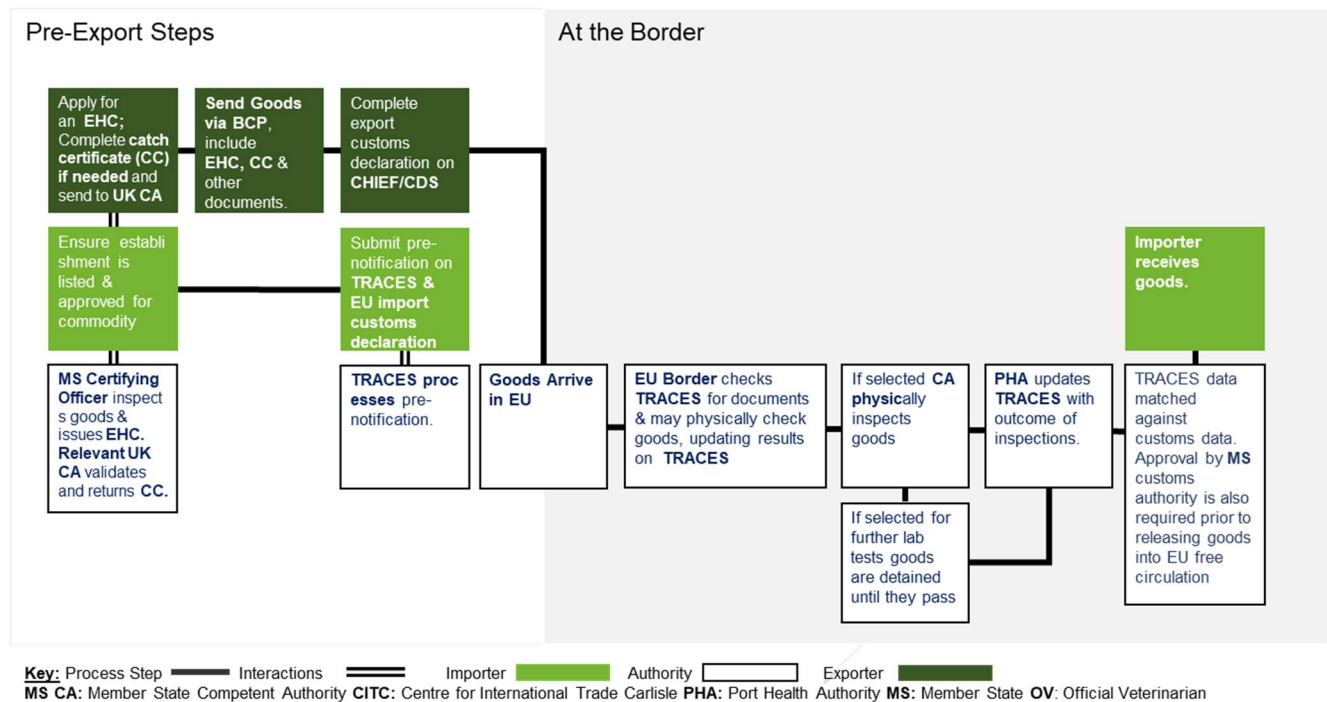 Pre-Export Steps
At the Border
Apply for
an EHC;
Complete catch
certificate (CC)
if needed and
send to UK CA
Send Goods
via BCP,
include
EHC, CC &
other
documents.
Complete
export
customs
declaration on
CHIEF/CDS
Ensure establi
shment is
listed &
approved for
commodity
Submit pre-
notification on
TRACES &
EU import
customs
declaration
Importer
receives
goods.
MS Certifying
Officer inspect
s goods &
issues EHC.
Relevant UK
CA validates
and returns CC.
TRACES proc
esses pre-
notification.
Goods Arrive
in EU
EU Border checks
TRACES for documents
& may physically check
goods, updating results
on TRACES
If selected CA
physically
inspects
goods
PHA updates
TRACES with
outcome of
inspections.
TRACES data
matched
against
customs data.
Approval by MS
customs
authority is also
required prior to
releasing goods
into EU free
circulation
If selected for
further lab
tests goods
are detained
until they pass
Key: Process Step Interactions Importer Authority Exporter
MS CA: Member State Competent Authority CITC: Centre for International Trade Carlisle PHA: Port Health Authority MS: Member State OV: Official Veterinarian